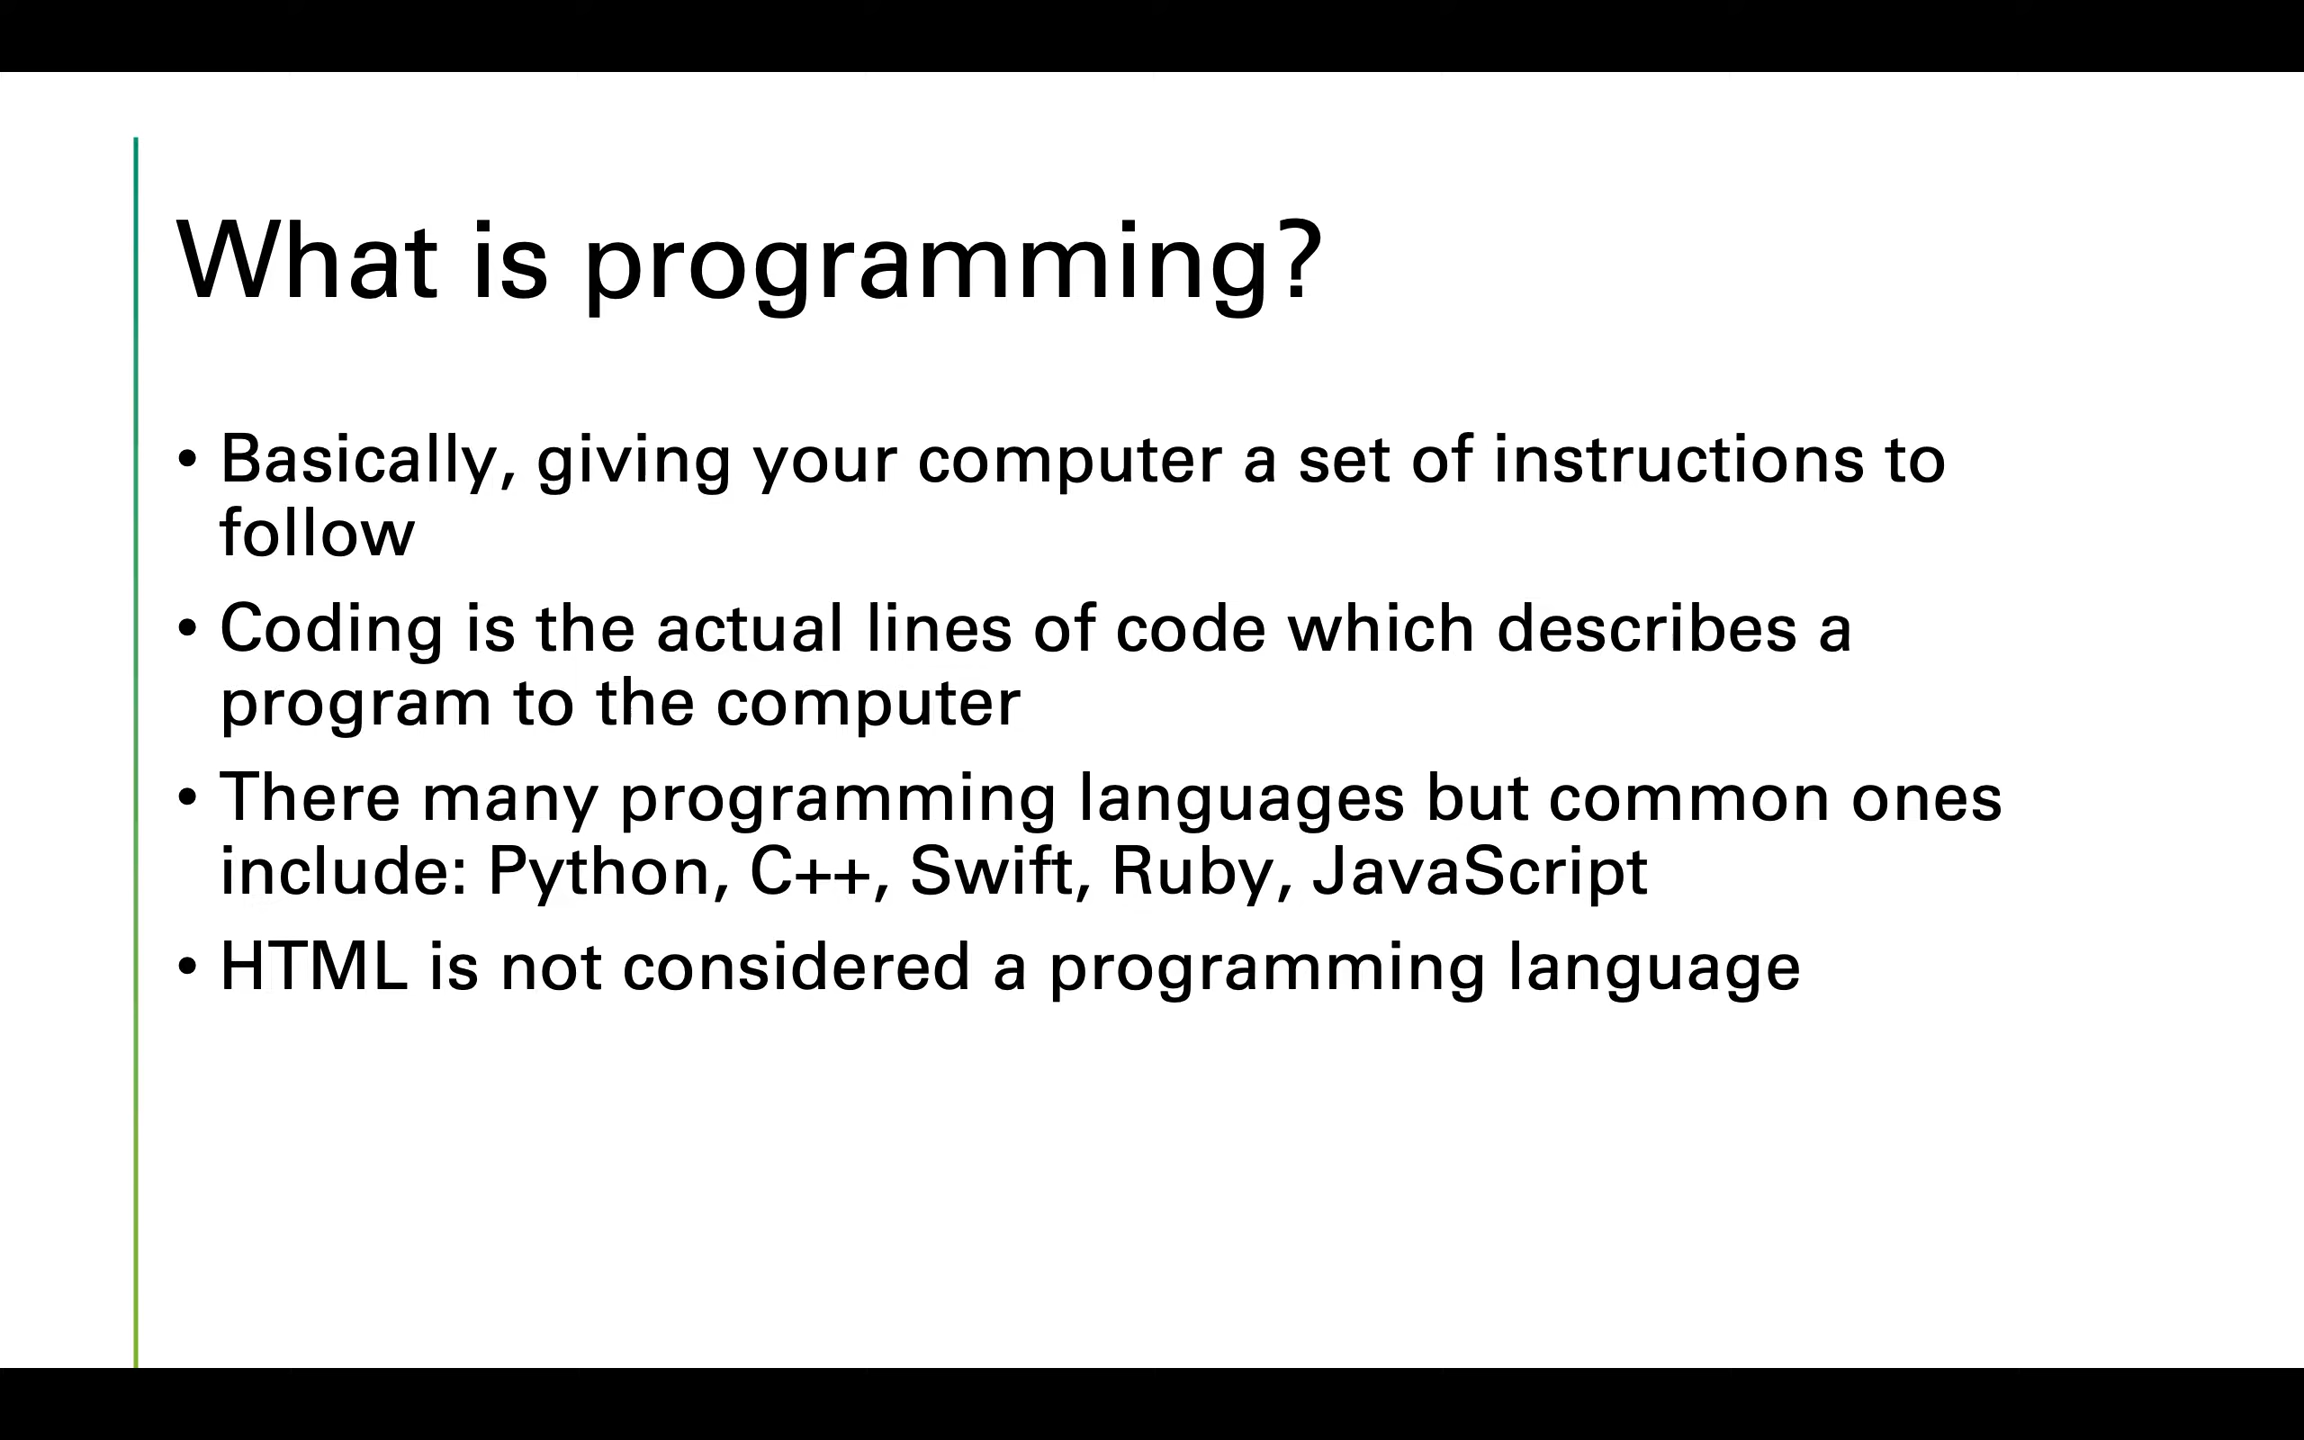 What is programming?
• Basically, giving your computer a set of instructions to
follow
• Coding is the actual lines of code which describes a
program to the computer
• There many programming languages but common ones
include: Python, C++, Swift, Ruby, JavaScript
• HTML is not considered a programming language